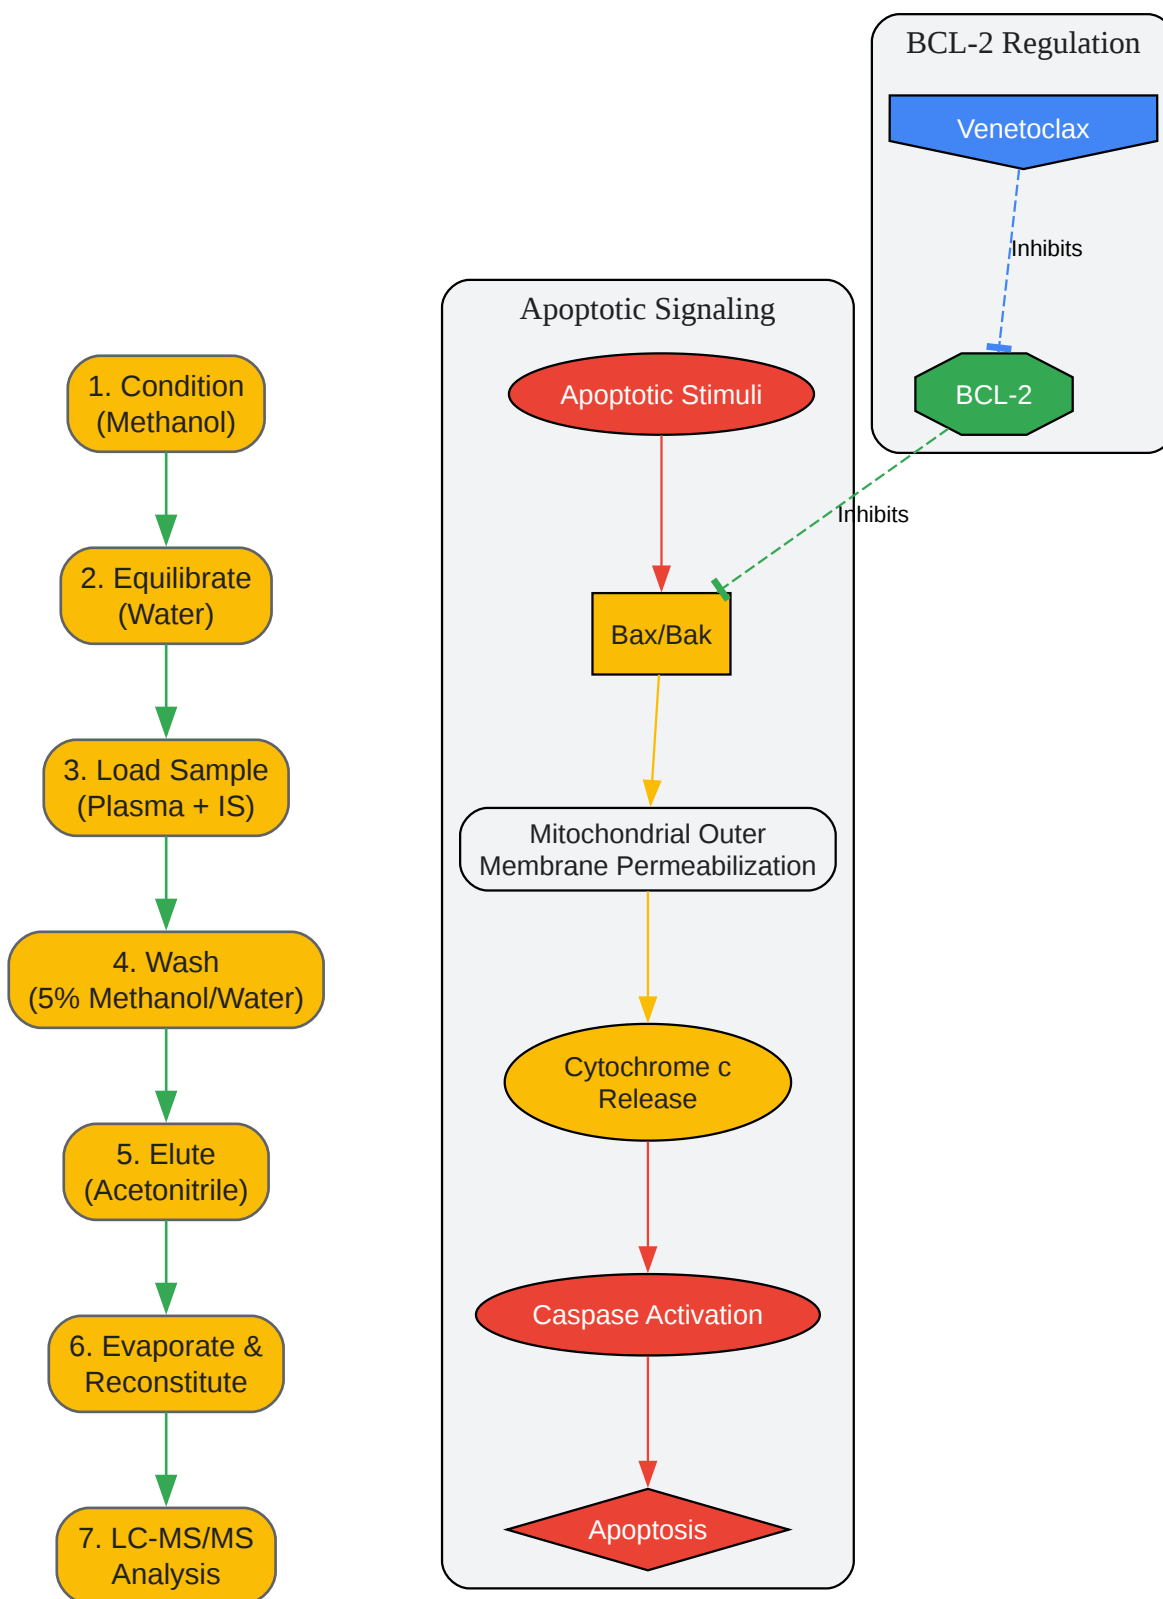 1. Condition
(Methanol)
2. Equilibrate
(Water)
3. Load Sample
(Plasma + IS)
4. Wash
(5% Methanol/Water)
5. Elute
(Acetonitrile)
6. Evaporate &
Reconstitute
7. LC-MS/MS
Analysis
Apoptotic Signaling
Apoptotic Stimuli
Bax/Bak
Mitochondrial Outer
Membrane Permeabilization
Cytochrome c
Release
Caspase Activation
Apoptosis
BCL-2 Regulation
Venetoclax
Inhibits
BCL-2
Inhibits